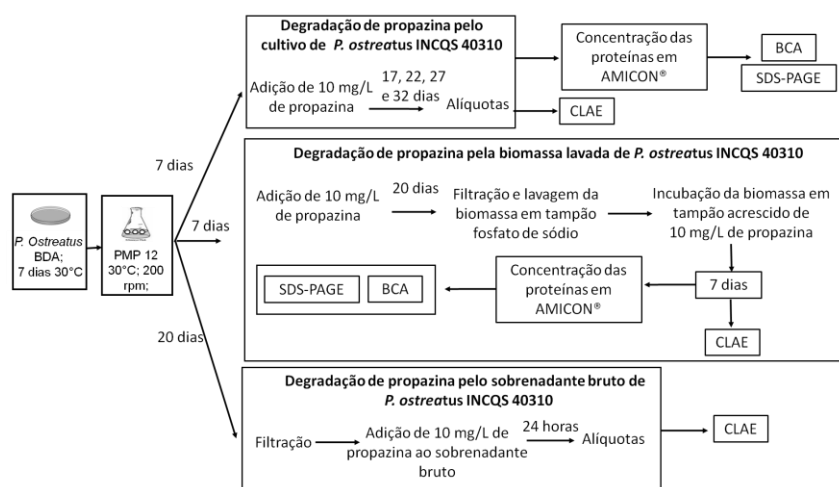 P. Ostreatus
BDA;
7 dias 30°C
PMP 12
30°C; 200
rpm;
7 dias
7 dias
20 dias
Degradação de propazina pelo
cultivo de P. ostreatus INCQS 40310
Adição de 10 mg/L
de propazina
17, 22, 27
e 32 dias
Alíquotas
CLAE
Concentração das
proteínas em
AMICON®
BCA
SDS-PAGE
Degradação de propazina pela biomassa lavada de P. ostreatus INCQS 40310
Adição de 10 mg/L
de propazina
20 dias
Filtração e lavagem da
biomassa em tampão
fosfato de sódio
Incubação da biomassa em
tampão acrescido de
10 mg/L de propazina
7 dias
CLAE
Concentração das
proteínas em
AMICON®
SDS-PAGE
BCA
Degradação de propazina pelo sobrenadante bruto de
P. ostreatus INCQS 40310
Filtração
Adição de 10 mg/L de
propazina ao sobrenadante
bruto
24 horas
Alíquotas
CLAE